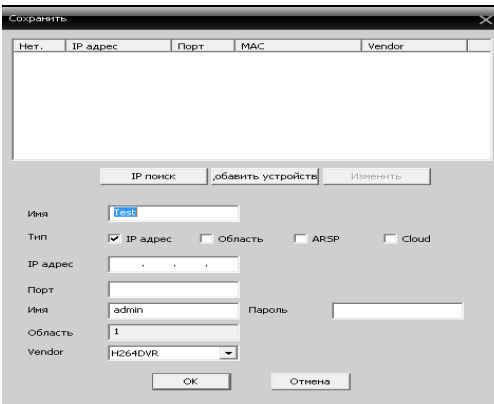 Сохранить
Нет. IP адрес Порт MAC Vendor
IP поиск ,обавить устройств Изменить
Имя Test
Тип IP адрес Область ARSP Cloud
IP адрес . . .
Порт
Имя admin Пароль
Область 1
Vendor H264DVR
OK Отмена